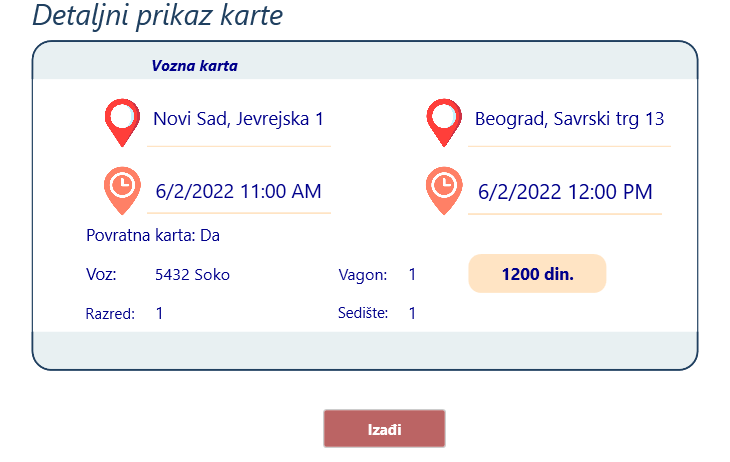 Detaljni prikaz karte
Vozna karta
Novi Sad, Jevrejska 1
Beograd, Savrski trg 13
6/2/2022 11:00 AM
6/2/2022 12:00 PM
Povratna karta: Da
Voz: 5432 Soko Vagon: 1 1200 din.
Razred: 1 Sedište: 1
Izađi